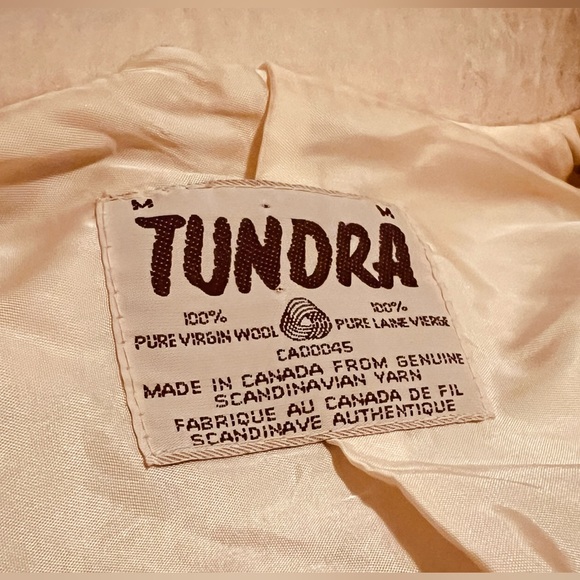 M M
TUNDRA
100% 100%
PURE VIRGIN WOOL PURE LAINE VIERGE
CA00045
MADE IN CANADA FROM GENUINE
SCANDINAVIAN YARN
FABRIQUE AU CANADA DE FIL
SCANDINAVE AUTHENTIQUE